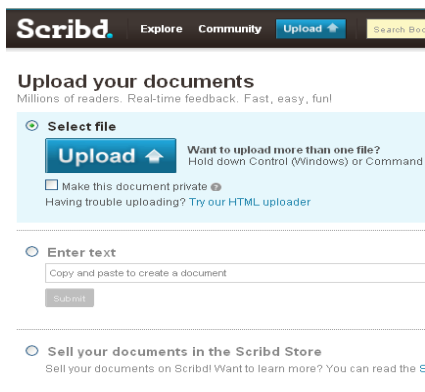 Scribd. Explore Community Upload Search Boo
Upload your documents
Millions of readers. Real-time feedback. Fast, easy, fun!
Select file
Upload
Want to upload more than one file?
Hold down Control (Windows) or Command
Make this document private
Having trouble uploading? Try our HTML uploader
Enter text
Copy and paste to create a document
Submit
Sell your documents in the Scribd Store
Sell your documents on Scribd! Want to learn more? You can read the S